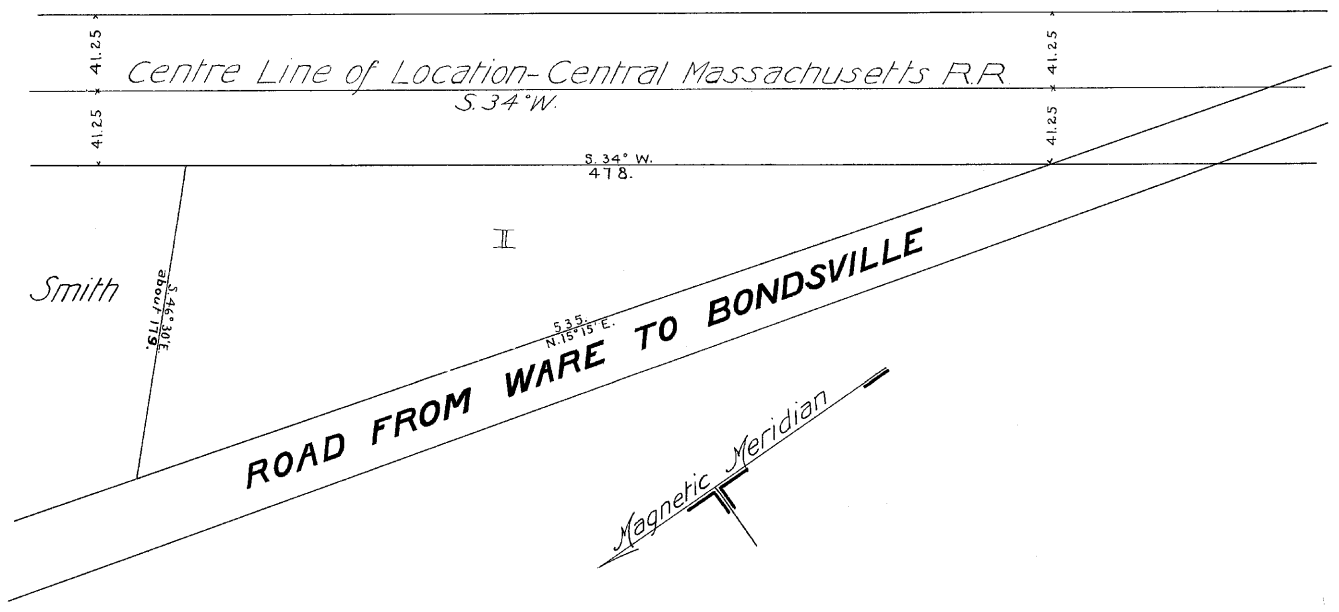 41.25
41.25
Centre Line of Location-Central Massachusetts R.R
S.34°W.
41.25
41.25
S. 34° W.
478.
II
Smith
S.46°30'E.
about 179.
535.
N.15°15'E.
ROAD FROM WARE TO BONDSVILLE
Magnetic Meridian